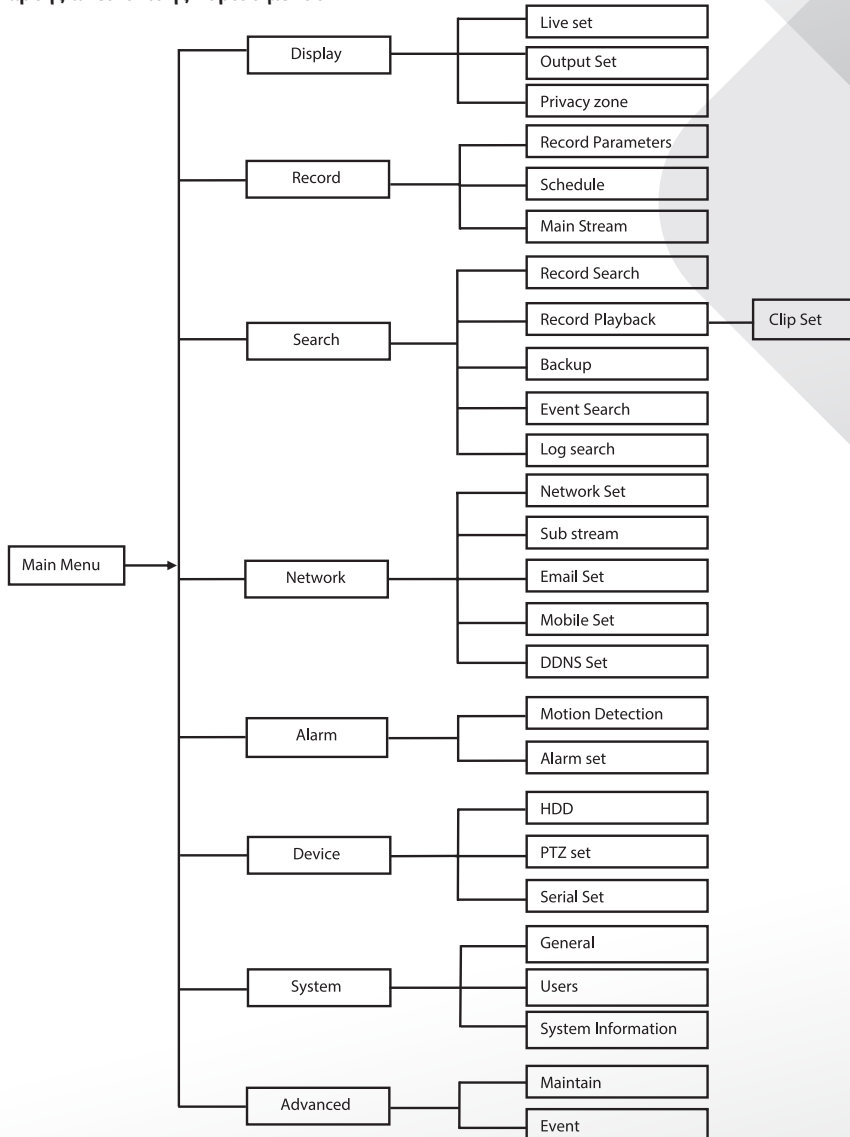 Main Menu
Display
Live set
Output Set
Privacy zone
Record
Record Parameters
Schedule
Main Stream
Search
Record Search
Record Playback
Clip Set
Backup
Event Search
Log search
Network
Network Set
Sub stream
Email Set
Mobile Set
DDNS Set
Alarm
Motion Detection
Alarm set
Device
HDD
PTZ set
Serial Set
System
General
Users
System Information
Advanced
Maintain
Event